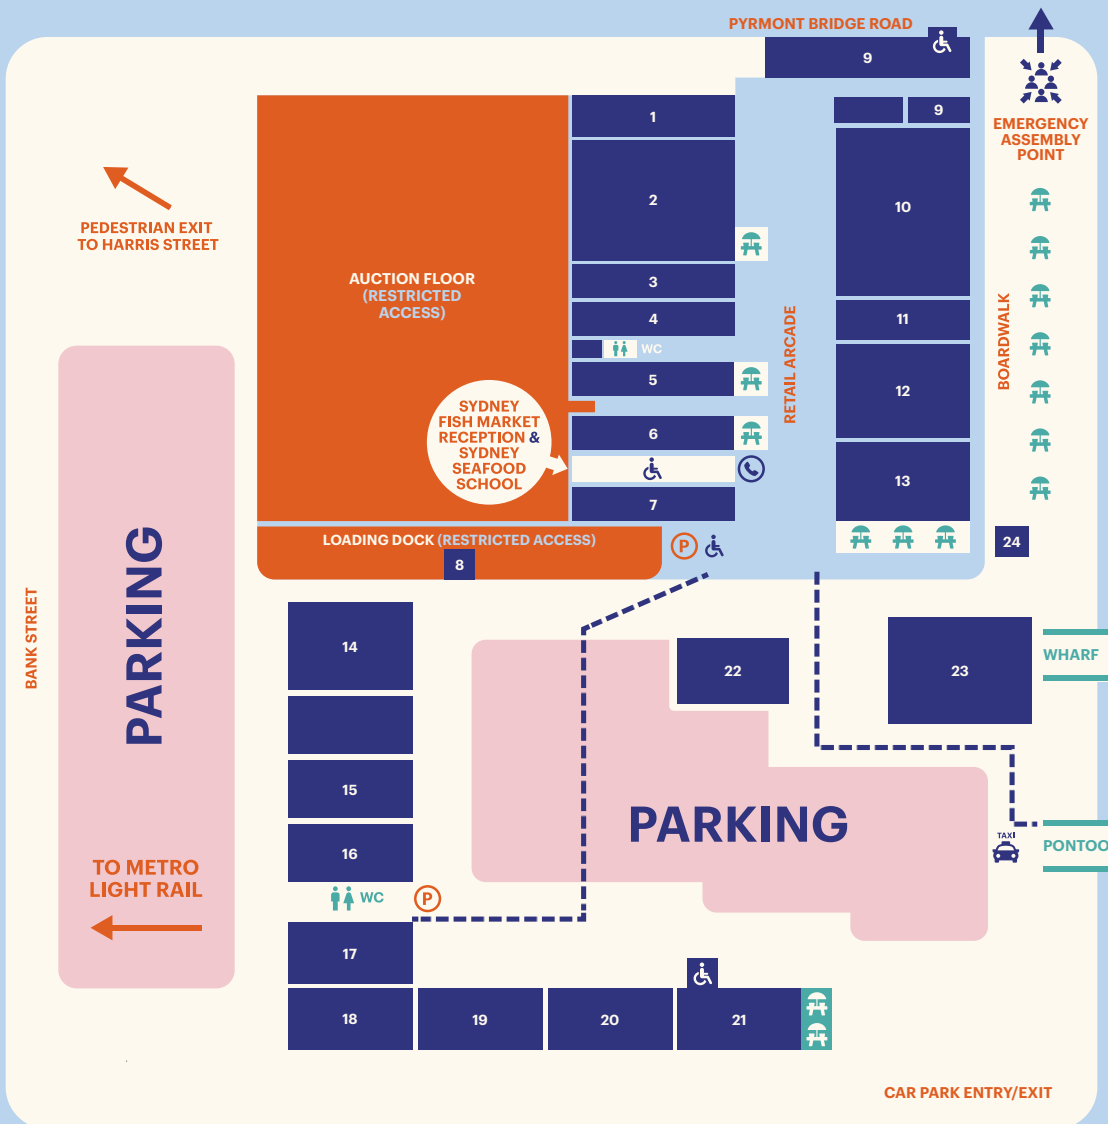 PYRMONT BRIDGE ROAD
9
9
EMERGENCY
ASSEMBLY
POINT
1
2
10
PEDESTRIAN EXIT
TO HARRIS STREET
AUCTION FLOOR
(RESTRICTED
ACCESS)
3
4
11
WC
RETAIL ARCADE
BOARDWALK
5
12
SYDNEY
FISH MARKET
RECEPTION &
SYDNEY
SEAFOOD
SCHOOL
6
7
13
LOADING DOCK (RESTRICTED ACCESS)
8
P
24
BANK STREET
PARKING
14
22
23
WHARF
15
PARKING
16
TAXI
PONTOO
TO METRO
LIGHT RAIL
WC
P
17
18
19
20
21
CAR PARK ENTRY/EXIT